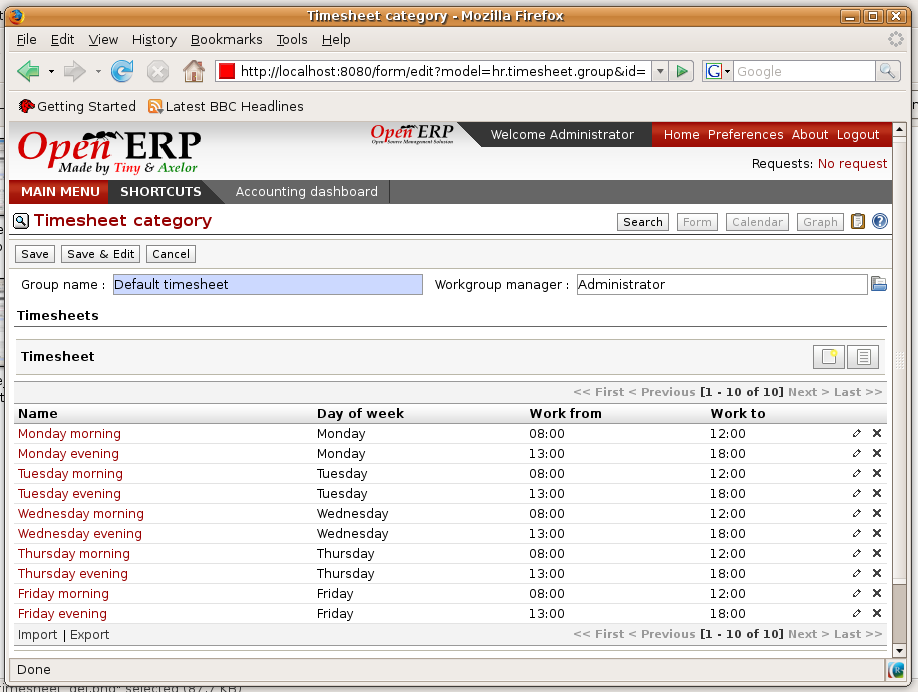 Timesheet category - Mozilla Firefox
File Edit View History Bookmarks Tools Help
http://localhost:8080/form/edit?model=hr.timesheet.group&id= G Google
Getting Started Latest BBC Headlines
Open ERP
Made by Tiny & Axelor
Open ERP
Open Source Management Solution
Welcome Administrator Home Preferences About Logout
Requests: No request
MAIN MENU SHORTCUTS Accounting dashboard
Timesheet category Search Form Calendar Graph
Save Save & Edit Cancel
Group name : Default timesheet Workgroup manager : Administrator
Timesheets
Timesheet
<< First < Previous [1 - 10 of 10] Next > Last >>
Name Day of week Work from Work to
Monday morning Monday 08:00 12:00
Monday evening Monday 13:00 18:00
Tuesday morning Tuesday 08:00 12:00
Tuesday evening Tuesday 13:00 18:00
Wednesday morning Wednesday 08:00 12:00
Wednesday evening Wednesday 13:00 18:00
Thursday morning Thursday 08:00 12:00
Thursday evening Thursday 13:00 18:00
Friday morning Friday 08:00 12:00
Friday evening Friday 13:00 18:00
Import | Export << First < Previous [1 - 10 of 10] Next > Last >>
Done
selected (87.7 KB)